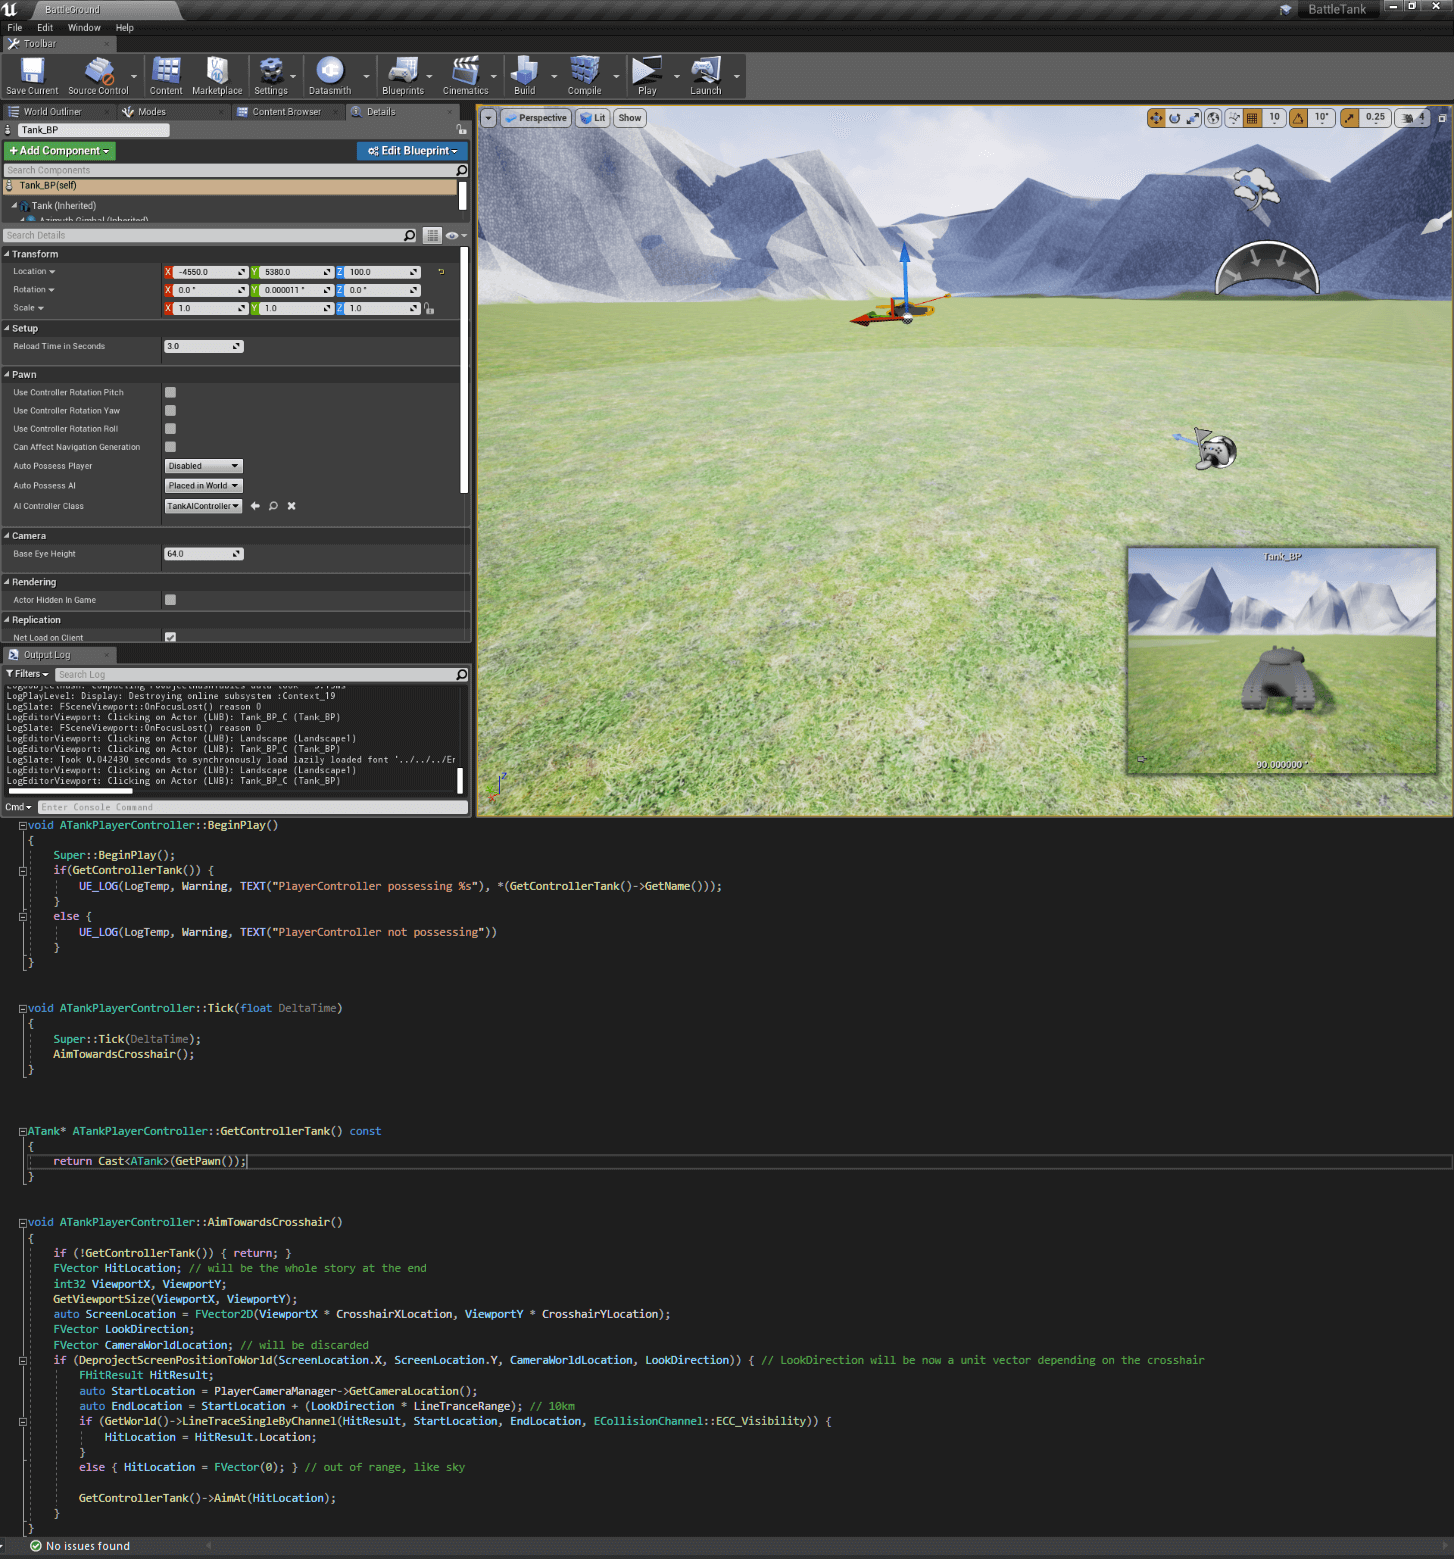 BattleGround
BattleTank
File Edit Window Help
Toolbar
Save Current Source Control Content Marketplace Settings Datasmith Blueprints Cinematics Build Compile Play Launch
World Outliner Modes Content Browser Details
Tank_BP
+Add Component Edit Blueprint
Search Components
Tank_BP(self)
Tank (Inherited)
Azimuth Gimbal (Inherited)
Search Details
Transform
Location X -4550.0 Y 5380.0 Z 100.0
Rotation X 0.0 ° Y 0.000011 ° Z 0.0 °
Scale X 1.0 Y 1.0 Z 1.0
Setup
Reload Time in Seconds 3.0
Pawn
Use Controller Rotation Pitch
Use Controller Rotation Yaw
Use Controller Rotation Roll
Can Affect Navigation Generation
Auto Possess Player Disabled
Auto Possess AI Placed in World
AI Controller Class TankAIController
Camera
Base Eye Height 64.0
Rendering
Actor Hidden In Game
Replication
Net Load on Client
Perspective Lit Show
10 10° 0.25 4
Tank_BP
90.000000 °
Z
Output Log
Filters Search Log
LogPlayLevel: Display: Destroying online subsystem :Context_19
LogSlate: FSceneViewport::OnFocusLost() reason 0
LogEditorViewport: Clicking on Actor (LMB): Tank_BP_C (Tank_BP)
LogSlate: FSceneViewport::OnFocusLost() reason 0
LogEditorViewport: Clicking on Actor (LMB): Landscape (Landscape1)
LogEditorViewport: Clicking on Actor (LMB): Tank_BP_C (Tank_BP)
LogSlate: Took 0.042430 seconds to synchronously load lazily loaded font '../../../En
LogEditorViewport: Clicking on Actor (LMB): Landscape (Landscape1)
LogEditorViewport: Clicking on Actor (LMB): Tank_BP_C (Tank_BP)
Cmd Enter Console Command
void ATankPlayerController::BeginPlay()
{
Super::BeginPlay();
if(GetControllerTank()) {
UE_LOG(LogTemp, Warning, TEXT("PlayerController possessing %s"), *(GetControllerTank()->GetName()));
}
else {
UE_LOG(LogTemp, Warning, TEXT("PlayerController not possessing"))
}
}
void ATankPlayerController::Tick(float DeltaTime)
{
Super::Tick(DeltaTime);
AimTowardsCrosshair();
}
ATank* ATankPlayerController::GetControllerTank() const
{
return Cast<ATank>(GetPawn());
}
void ATankPlayerController::AimTowardsCrosshair()
{
if (!GetControllerTank()) { return; }
FVector HitLocation; // will be the whole story at the end
int32 ViewportX, ViewportY;
GetViewportSize(ViewportX, ViewportY);
auto ScreenLocation = FVector2D(ViewportX * CrosshairXLocation, ViewportY * CrosshairYLocation);
FVector LookDirection;
FVector CameraWorldLocation; // will be discarded
if (DeprojectScreenPositionToWorld(ScreenLocation.X, ScreenLocation.Y, CameraWorldLocation, LookDirection)) { // LookDirection will be now a unit vector depending on the crosshair
FHitResult HitResult;
auto StartLocation = PlayerCameraManager->GetCameraLocation();
auto EndLocation = StartLocation + (LookDirection * LineTranceRange); // 10km
if (GetWorld()->LineTraceSingleByChannel(HitResult, StartLocation, EndLocation, ECollisionChannel::ECC_Visibility)) {
HitLocation = HitResult.Location;
}
else { HitLocation = FVector(0); } // out of range, like sky
GetControllerTank()->AimAt(HitLocation);
}
}
No issues found